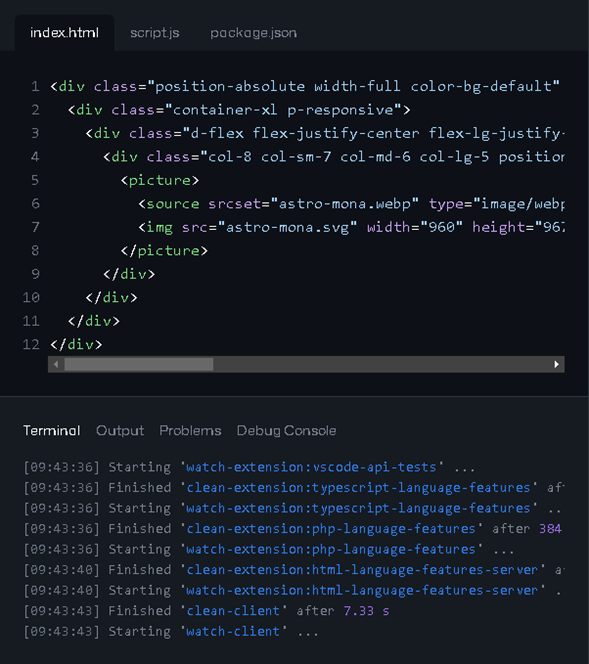 index.html script.js package.json
1 <div class="position-absolute width-full color-bg-default"
2 <div class="container-xl p-responsive">
3 <div class="d-flex flex-justify-center flex-lg-justify-
4 <div class="col-8 col-sm-7 col-md-6 col-lg-5 position
5 <picture>
6 <source srcset="astro-mona.webp" type="image/webp
7 <img src="astro-mona.svg" width="960" height="967
8 </picture>
9 </div>
10 </div>
11 </div>
12 </div>
Terminal Output Problems Debug Console
[09:43:36] Starting 'watch-extension:vscode-api-tests' ...
[09:43:36] Finished 'clean-extension:typescript-language-features' af
[09:43:36] Starting 'watch-extension:typescript-language-features' ..
[09:43:36] Finished 'clean-extension:php-language-features' after 384
[09:43:36] Starting 'watch-extension:php-language-features' ...
[09:43:40] Finished 'clean-extension:html-language-features-server' a
[09:43:40] Starting 'watch-extension:html-language-features-server' .
[09:43:43] Finished 'clean-client' after 7.33 s
[09:43:43] Starting 'watch-client' ...